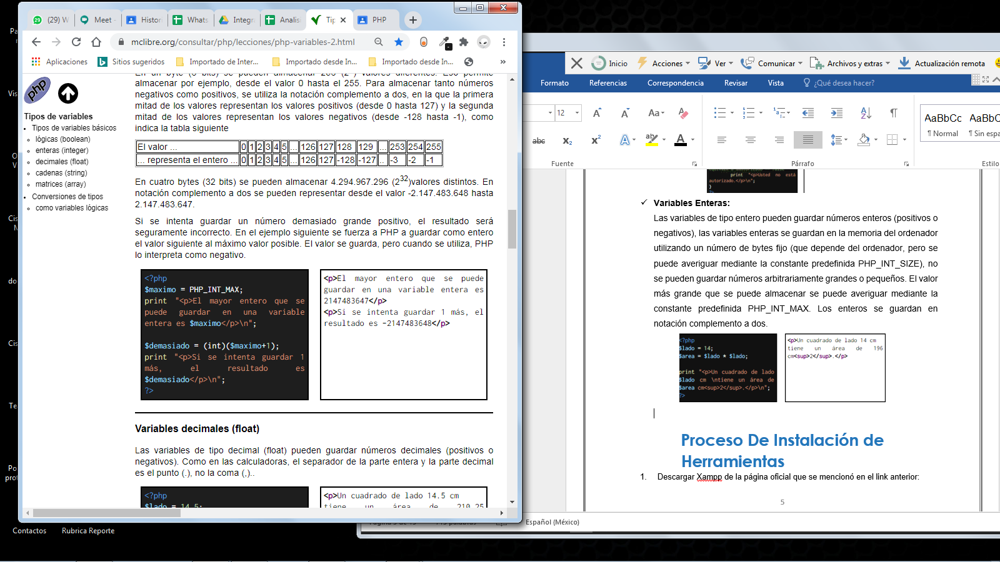 (29) W
Meet -
Histori
Whats
Integra
Analisi
Tip
PHP
mclibre.org/consultar/php/lecciones/php-variables-2.html
Aplicaciones
Sitios sugeridos
Importado de Inter...
Importado desde In...
Importado desde In...
»
php
Tipos de variables
Tipos de variables básicos
lógicas (boolean)
enteras (integer)
decimales (float)
cadenas (string)
matrices (array)
Conversiones de tipos
como variables lógicas
almacenar por ejemplo, desde el valor 0 hasta el 255. Para almacenar tanto números
negativos como positivos, se utiliza la notación complemento a dos, en la que la primera
mitad de los valores representan los valores positivos (desde 0 hasta 127) y la segunda
mitad de los valores representan los valores negativos (desde -128 hasta -1), como
indica la tabla siguiente
El valor ... 0 1 2 3 4 5 ... 126 127 128 129 ... 253 254 255
... representa el entero ... 0 1 2 3 4 5 ... 126 127 -128 -127 .. -3 -2 -1
En cuatro bytes (32 bits) se pueden almacenar 4.294.967.296 (2^32)valores distintos. En
notación complemento a dos se pueden representar desde el valor -2.147.483.648 hasta
2.147.483.647.
Si se intenta guardar un número demasiado grande positivo, el resultado será
seguramente incorrecto. En el ejemplo siguiente se fuerza a PHP a guardar como entero
el valor siguiente al máximo valor posible. El valor se guarda, pero cuando se utiliza, PHP
lo interpreta como negativo.
<?php
$maximo = PHP_INT_MAX;
print "<p>El mayor entero que se
puede guardar en una variable
entera es $maximo</p>\n";
$demasiado = (int)($maximo+1);
print "<p>Si se intenta guardar 1
más, el resultado es
$demasiado</p>\n";
?>
<p>El mayor entero que se puede
guardar en una variable entera es
2147483647</p>
<p>Si se intenta guardar 1 más, el
resultado es -2147483648</p>
Variables decimales (float)
Las variables de tipo decimal (float) pueden guardar números decimales (positivos o
negativos). Como en las calculadoras, el separador de la parte entera y la parte decimal
es el punto (.), no la coma (,)..
<?php
$lado = 14.5;
<p>Un cuadrado de lado 14.5 cm
tiene un área de 210.25
Inicio
Acciones
Ver
Comunicar
Archivos y extras
Actualización remota
Formato
Referencias
Correspondencia
Revisar
Vista
¿Qué desea hacer?
12
Aa
abc
x₂
x²
A
ab
A
Fuente
Párrafo
Estilo
AaBbCc
AaBbC
¶ Normal
¶ Sin espa
print "<p>Usted no está
autorizado.</p>\n";
}
✓ Variables Enteras:
Las variables de tipo entero pueden guardar números enteros (positivos o
negativos), las variables enteras se guardan en la memoria del ordenador
utilizando un número de bytes fijo (que depende del ordenador, pero se
puede averiguar mediante la constante predefinida PHP_INT_SIZE), no
se pueden guardar números arbitrariamente grandes o pequeños. El valor
más grande que se puede almacenar se puede averiguar mediante la
constante predefinida PHP_INT_MAX. Los enteros se guardan en
notación complemento a dos.
<?php
$lado = 14;
$area = $lado * $lado;
print "<p>Un cuadrado de lado
$lado cm \ntiene un área de
$area cm<sup>2</sup>.</p>\n";
?>
<p>Un cuadrado de lado 14 cm
tiene un área de 196
cm<sup>2</sup>.</p>
Proceso De Instalación de
Herramientas
1. Descargar Xampp de la página oficial que se mencionó en el link anterior:
5
Español (México)
Pa
Vis
O
V
Cis
M
do
Cis
Te
Po
prot
Contactos
Rubrica Reporte